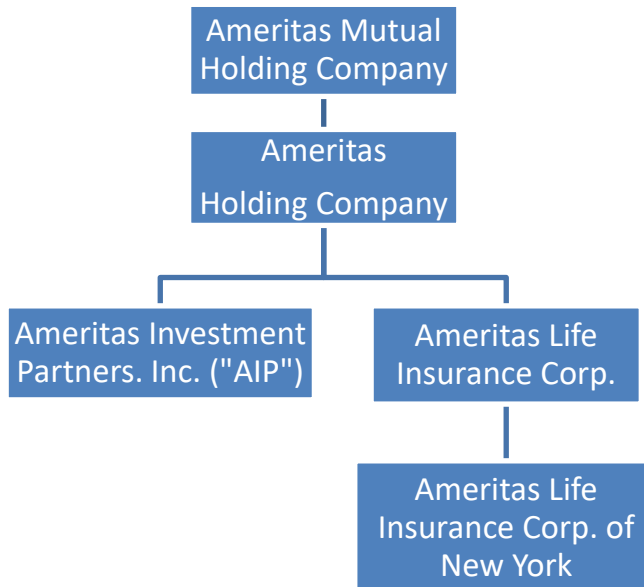 Ameritas Mutual
Holding Company
Ameritas
Holding Company
Ameritas Investment
Partners. Inc. ("AIP")
Ameritas Life
Insurance Corp.
Ameritas Life
Insurance Corp. of
New York